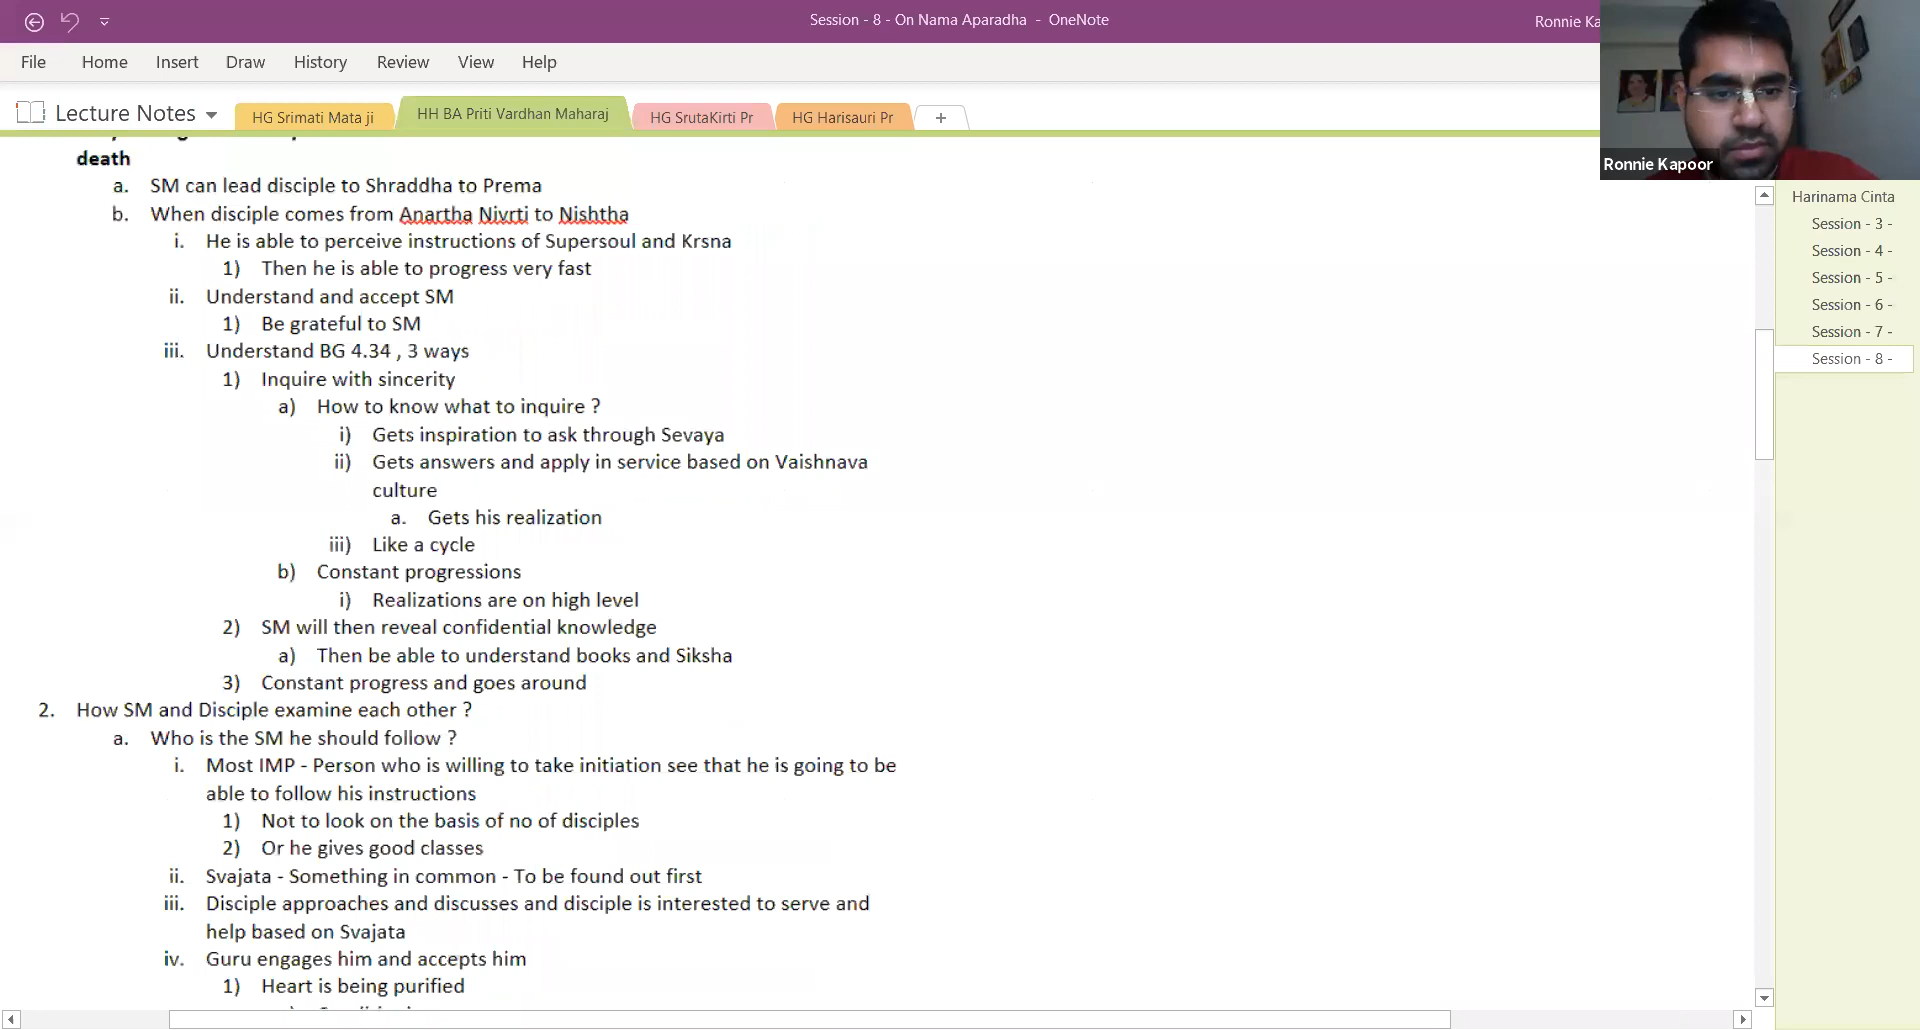 Session - 8 - On Nama Aparadha - OneNote
Ronnie Ka
File Home Insert Draw History Review View Help
Lecture Notes HG Srimati Mata ji HH BA Priti Vardhan Maharaj HG SrutaKirti Pr HG Harisauri Pr +
Ronnie Kapoor
death
a. SM can lead disciple to Shraddha to Prema
b. When disciple comes from Anartha Nivrti to Nishtha
i. He is able to perceive instructions of Supersoul and Krsna
1) Then he is able to progress very fast
ii. Understand and accept SM
1) Be grateful to SM
iii. Understand BG 4.34 , 3 ways
1) Inquire with sincerity
a) How to know what to inquire ?
i) Gets inspiration to ask through Sevaya
ii) Gets answers and apply in service based on Vaishnava
culture
a. Gets his realization
iii) Like a cycle
b) Constant progressions
i) Realizations are on high level
2) SM will then reveal confidential knowledge
a) Then be able to understand books and Siksha
3) Constant progress and goes around
2. How SM and Disciple examine each other ?
a. Who is the SM he should follow ?
i. Most IMP - Person who is willing to take initiation see that he is going to be
able to follow his instructions
1) Not to look on the basis of no of disciples
2) Or he gives good classes
ii. Svajata - Something in common - To be found out first
iii. Disciple approaches and discusses and disciple is interested to serve and
help based on Svajata
iv. Guru engages him and accepts him
1) Heart is being purified
Harinama Cinta
Session - 3 -
Session - 4 -
Session - 5 -
Session - 6 -
Session - 7 -
Session - 8 -